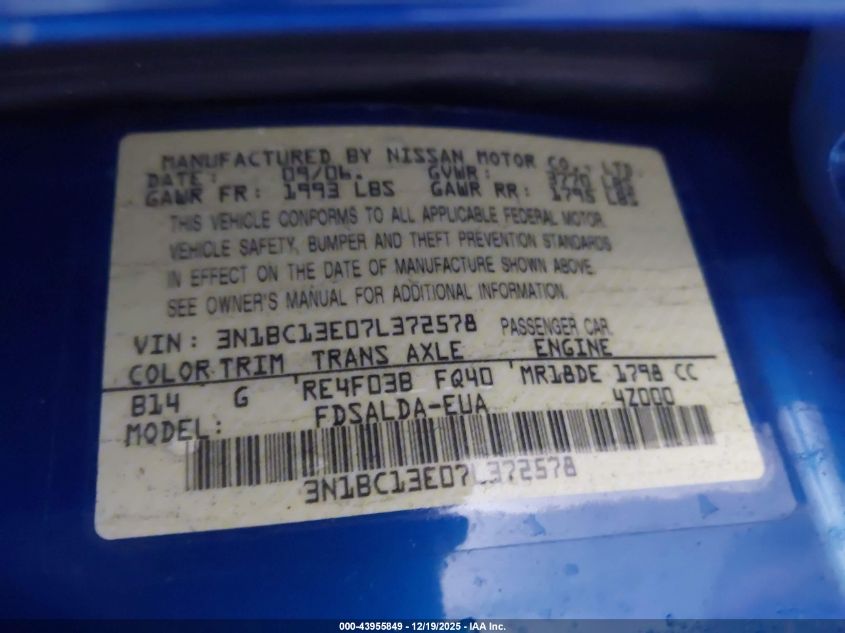 MANUFACTURED BY NISSAN MOTOR CO., LTD
DATE: 09/06. GVWR: 3770 LBS
GAWR FR: 1993 LBS GAWR RR: 1795 LBS
THIS VEHICLE CONFORMS TO ALL APPLICABLE FEDERAL MOTOR
VEHICLE SAFETY, BUMPER AND THEFT PREVENTION STANDARDS
IN EFFECT ON THE DATE OF MANUFACTURE SHOWN ABOVE.
SEE OWNER'S MANUAL FOR ADDITIONAL INFORMATION.
VIN: 3N1BC13E07L372578 PASSENGER CAR
COLOR TRIM TRANS AXLE ENGINE
B14 G RE4F03B FQ40 MR18DE 1798 CC
MODEL: FDSALDA-EUA 4Z000
3N1BC13E07L372578
000-43955849 | 12/19/2025 - IAA Inc.